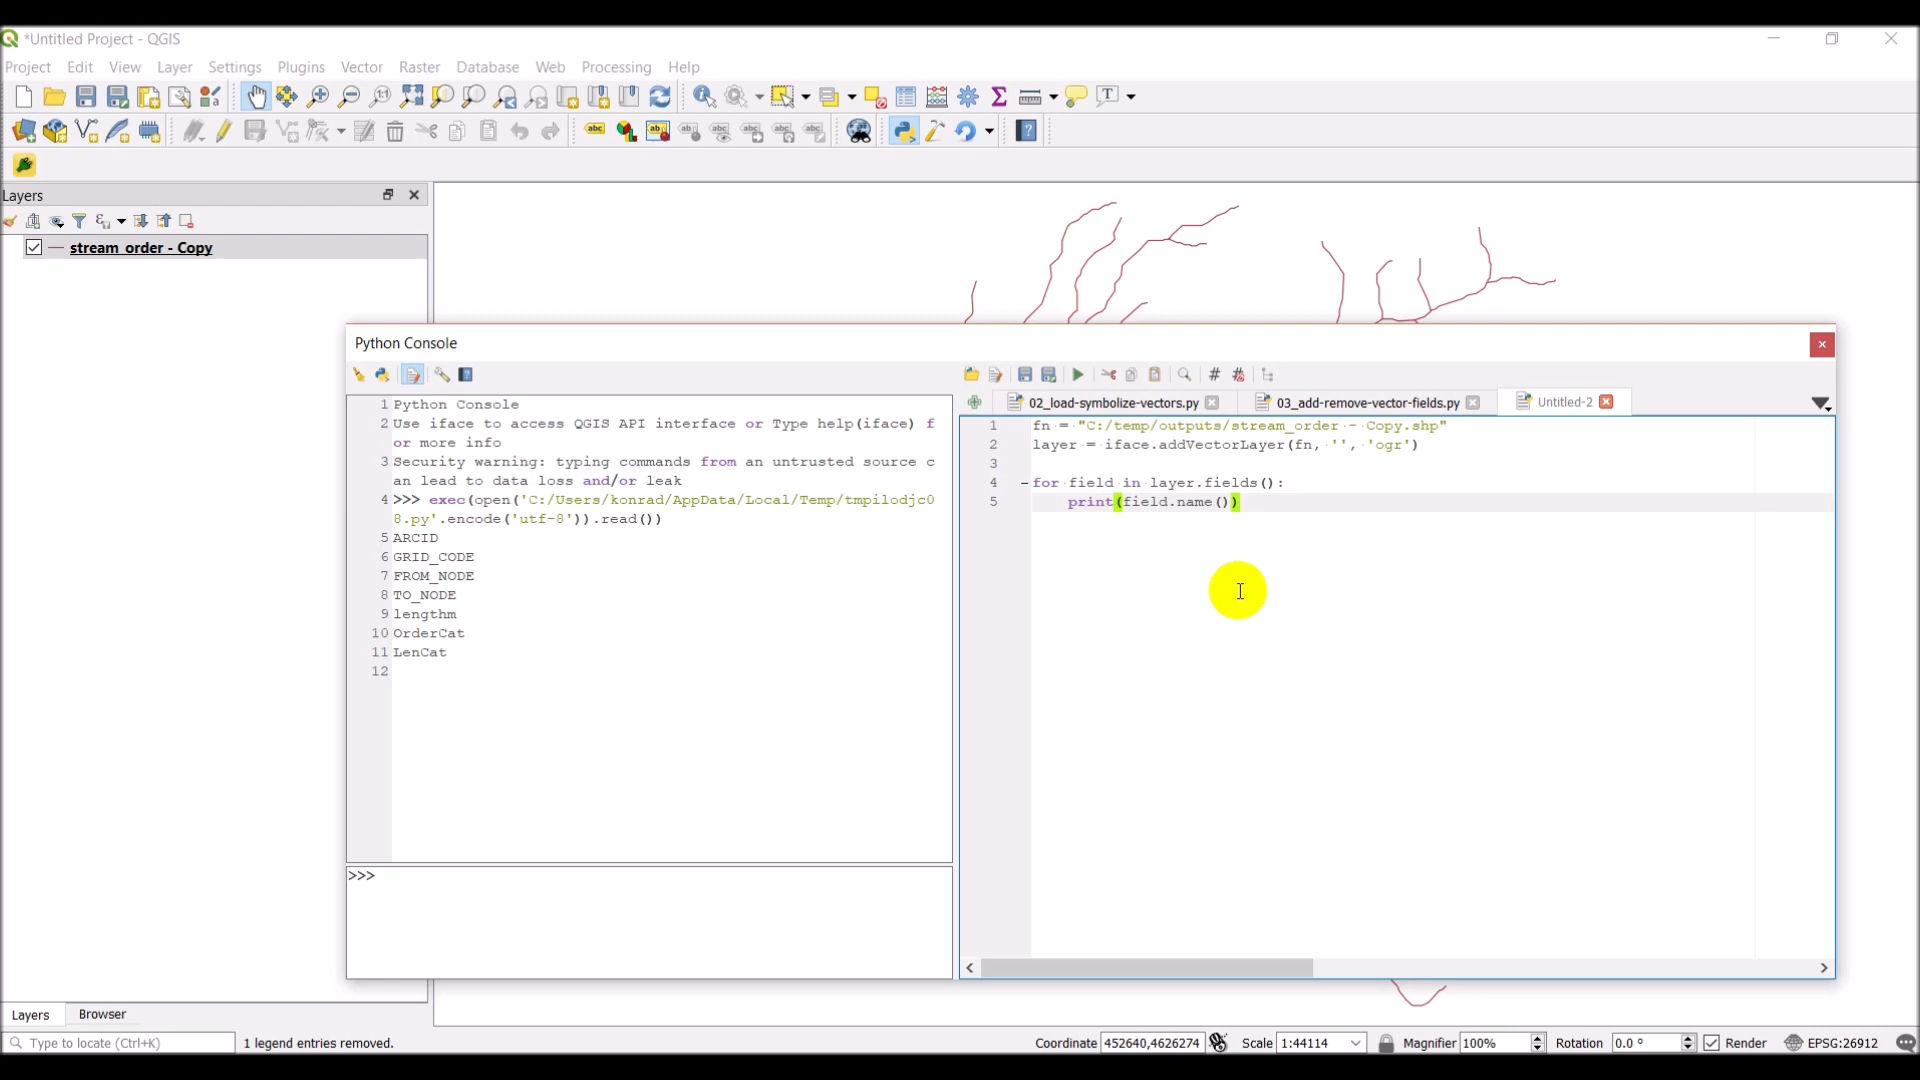 *Untitled Project - QGIS
Project Edit View Layer Settings Plugins Vector Raster Database Web Processing Help
Layers
stream_order - Copy
Python Console
1 Python Console
2 Use iface to access QGIS API interface or Type help(iface) f
or more info
3 Security warning: typing commands from an untrusted source c
an lead to data loss and/or leak
4 >>> exec(open('C:/Users/konrad/AppData/Local/Temp/tmpilodjc0
8.py'.encode('utf-8')).read())
5 ARCID
6 GRID_CODE
7 FROM_NODE
8 TO_NODE
9 lengthm
10 OrderCat
11 LenCat
12
>>>
02_load-symbolize-vectors.py 03_add-remove-vector-fields.py Untitled-2
1 fn = "C:/temp/outputs/stream_order - Copy.shp"
2 layer = iface.addVectorLayer(fn, '', 'ogr')
3
4 for field in layer.fields():
5 print(field.name())
Layers Browser
Type to locate (Ctrl+K) 1 legend entries removed. Coordinate 452640,4626274 Scale 1:44114 Magnifier 100% Rotation 0.0 ° Render EPSG:26912